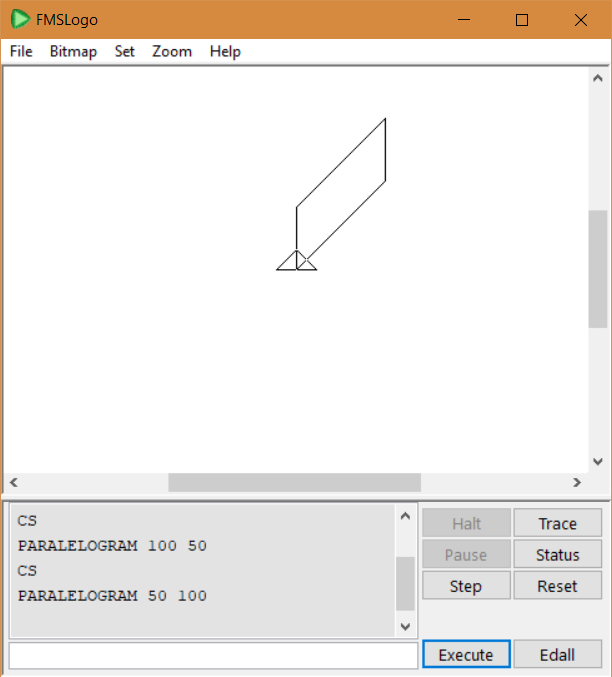 FMSLogo
File Bitmap Set Zoom Help
CS
PARALELOGRAM 100 50
CS
PARALELOGRAM 50 100
Halt Trace
Pause Status
Step Reset
Execute Edall